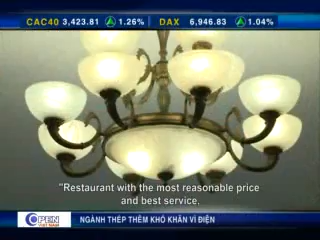 CAC40 3,423.81 1.26% DAX 6,946.83 1.04%
"Restaurant with the most reasonable price
and best service.
OPEN
VIỆT NAM
NGÀNH THÉP THÊM KHÓ KHĂN VÌ ĐIỆN